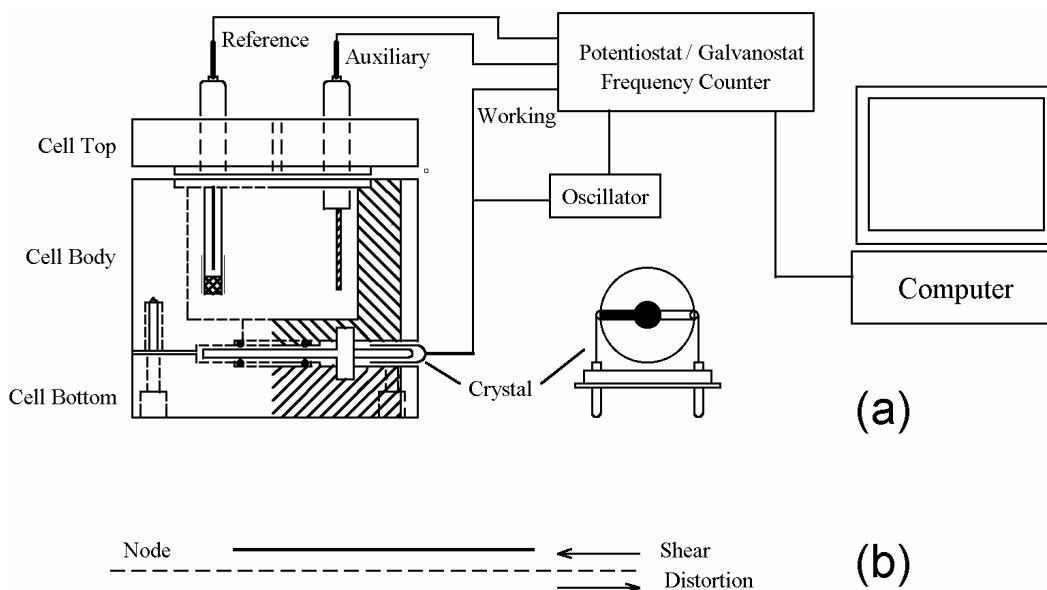 Reference
Auxiliary
Potentiostat / Galvanostat
Frequency Counter
Working
Cell Top
Oscillator
Cell Body
Computer
Crystal
Cell Bottom
(a)
Node
Shear
Distortion
(b)